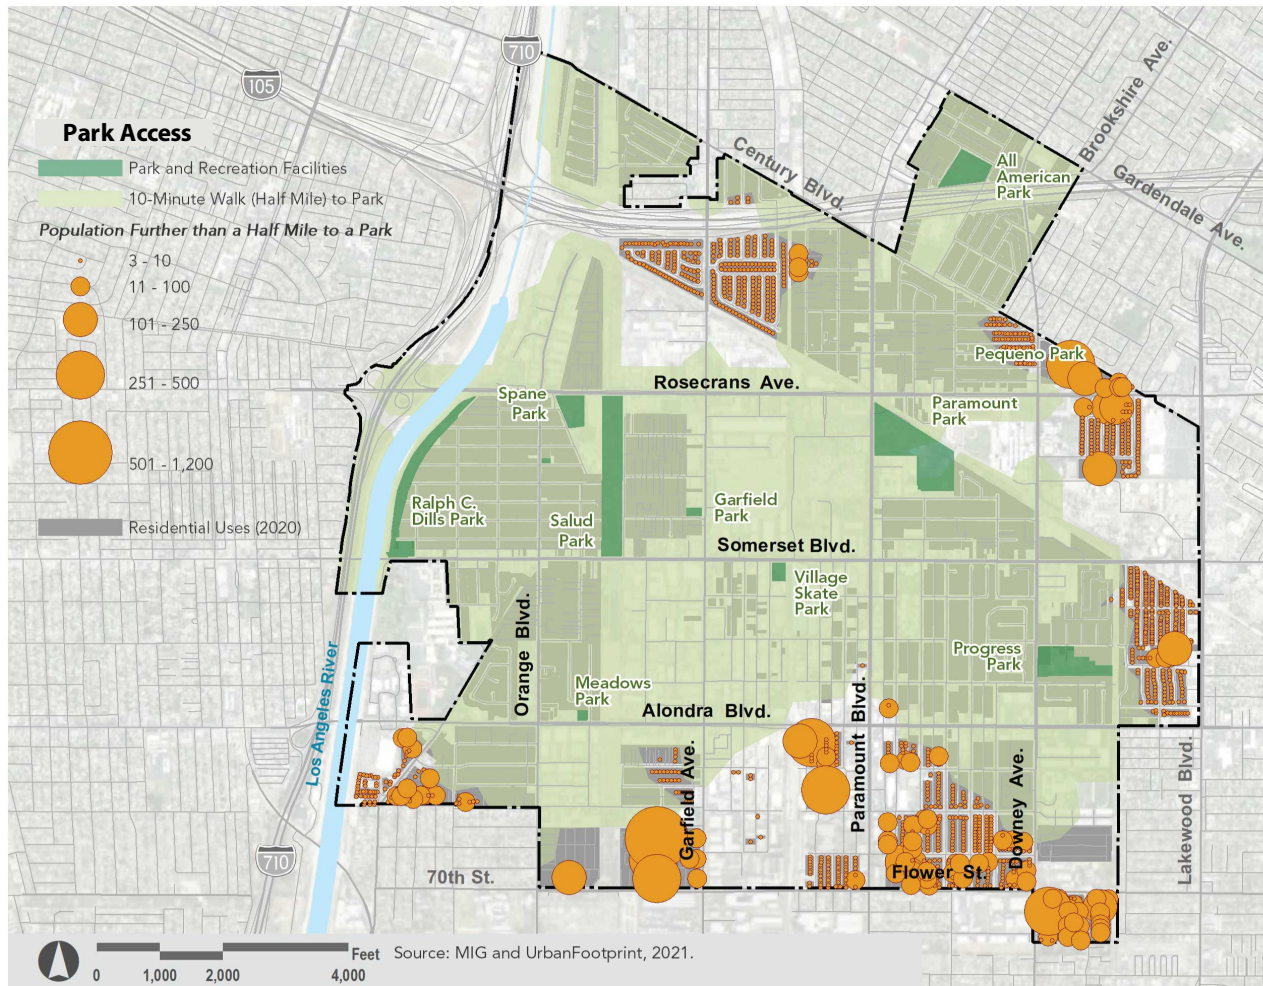 710
105
Park Access
Park and Recreation Facilities
10-Minute Walk (Half Mile) to Park
Population Further than a Half Mile to a Park
3 - 10
11 - 100
101 - 250
251 - 500
501 - 1,200
Residential Uses (2020)
Century Blvd.
Brookshire Ave.
Gardendale Ave.
All
American
Park
Pequeno Park
Rosecrans Ave.
Spane
Park
Paramount
Park
Ralph C.
Dills Park
Salud
Park
Garfield
Park
Somerset Blvd.
Village
Skate
Park
Orange Blvd.
Progress
Park
Meadows
Park
Alondra Blvd.
Paramount Blvd.
Los Angeles River
Garfield Ave.
Downey Ave.
Lakewood Blvd.
710
70th St.
Flower St.
0
1,000
2,000
4,000
Feet
Source: MIG and UrbanFootprint, 2021.